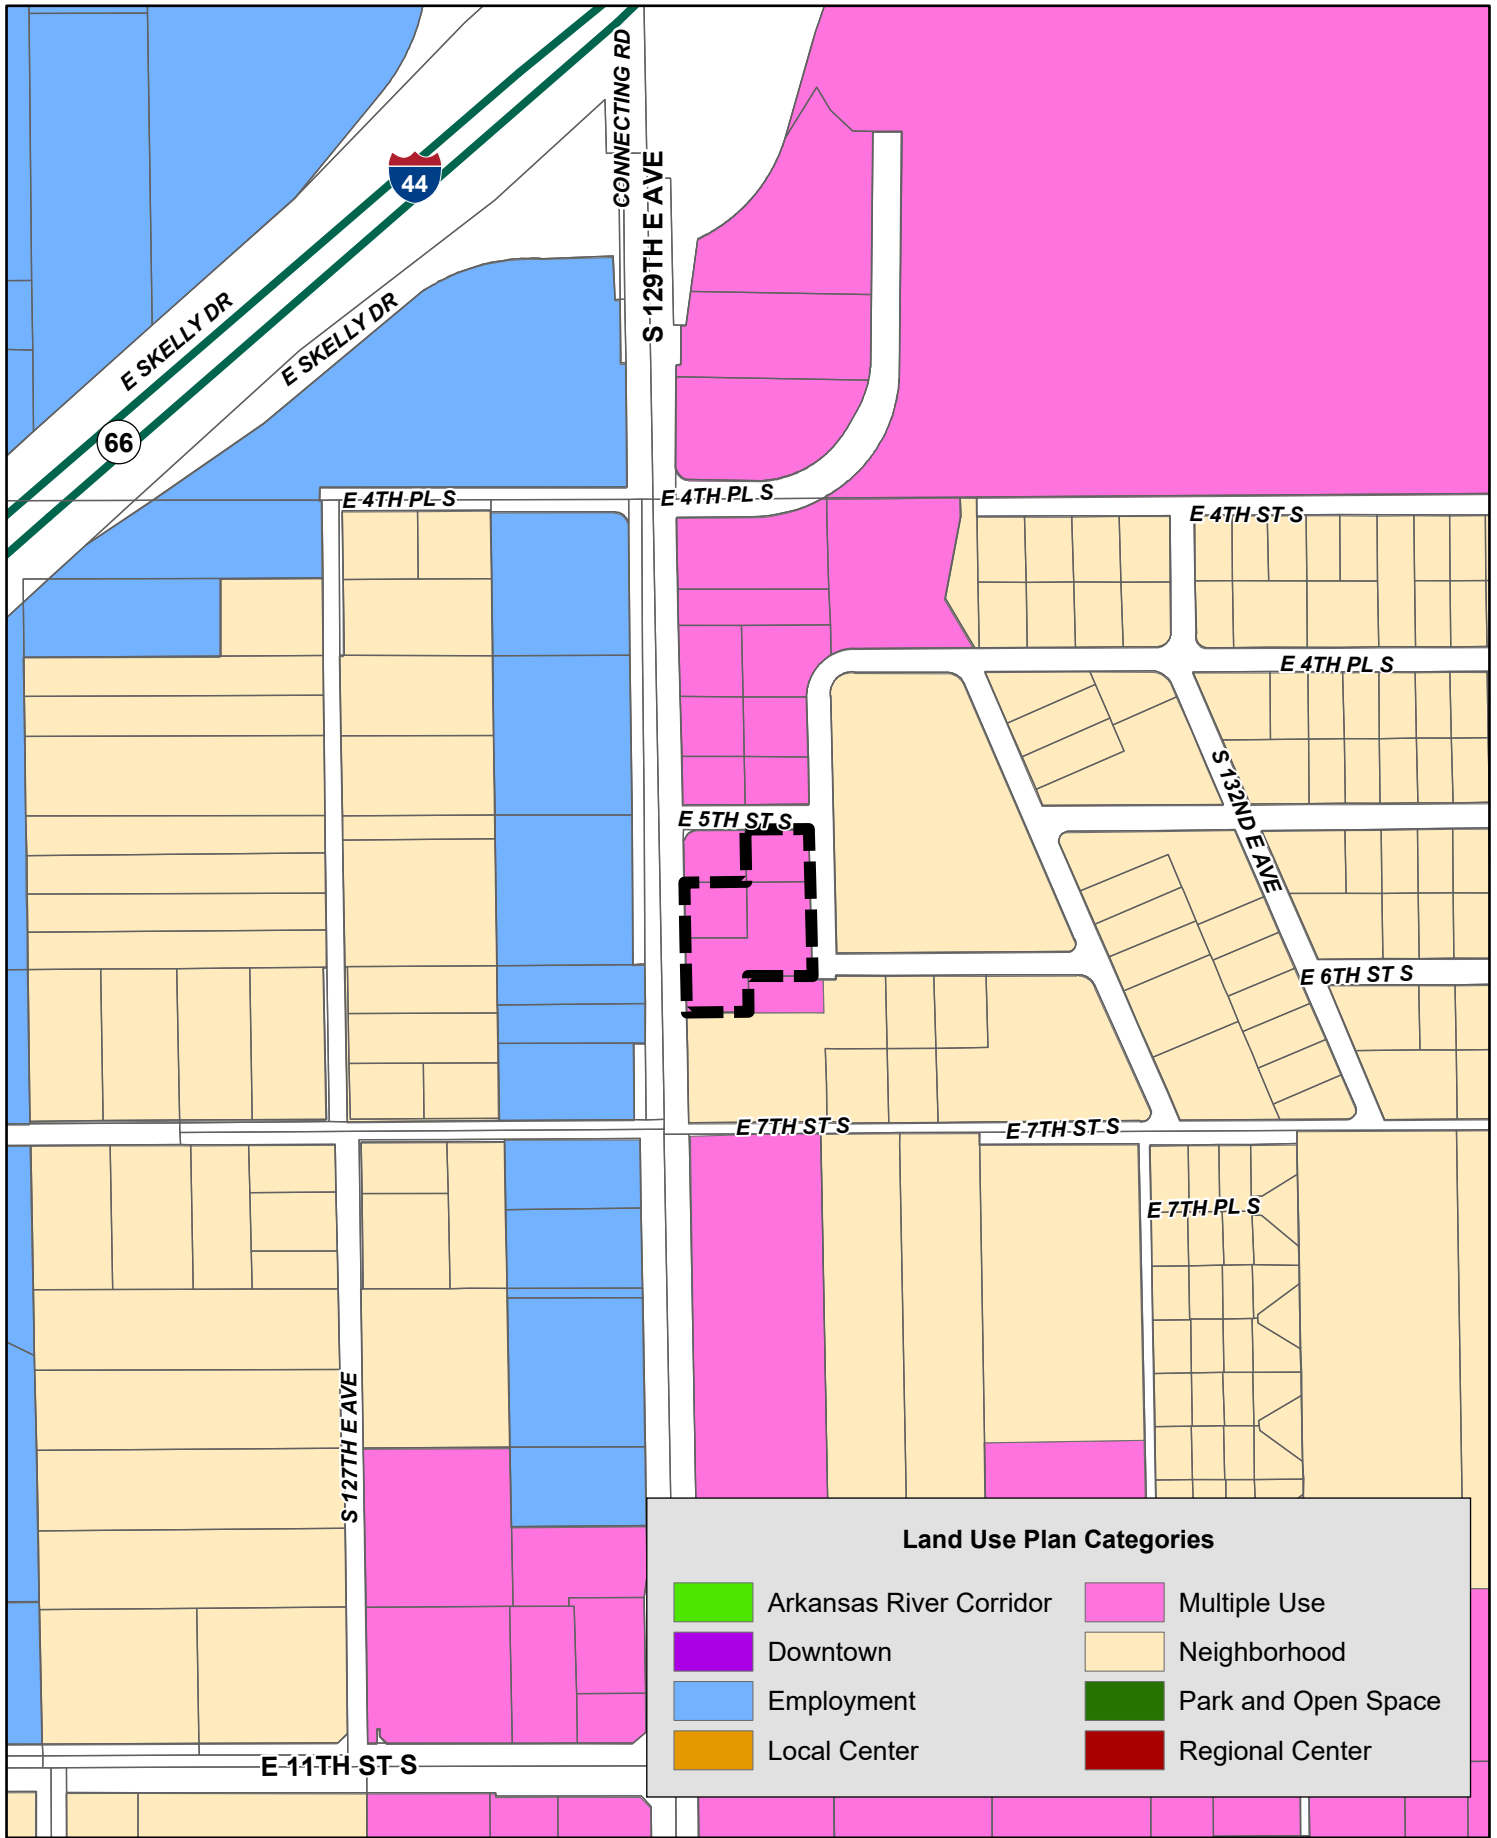 CONNECTING RD
S 129TH E AVE
44
E SKELLY DR
E SKELLY DR
66
E 4TH PL S
E 4TH PL S
E 4TH ST S
E 4TH PL S
S 132ND E AVE
E 5TH ST S
E 6TH ST S
E 7TH ST S
E 7TH ST S
E 7TH PL S
S 127TH E AVE
E 11TH ST S
Land Use Plan Categories
Arkansas River Corridor
Downtown
Employment
Local Center
Multiple Use
Neighborhood
Park and Open Space
Regional Center